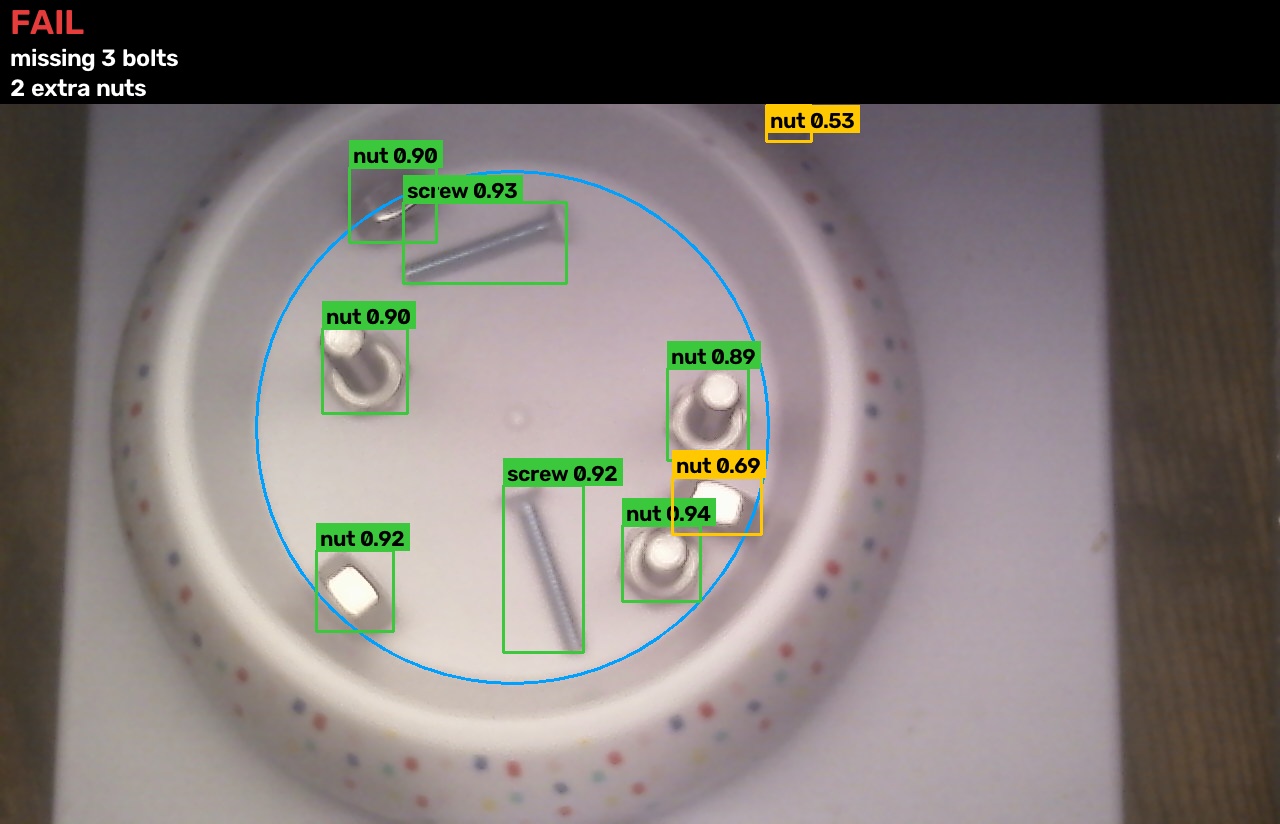 FAIL
missing 3 bolts
2 extra nuts
nut 0.53
nut 0.90
screw 0.93
nut 0.90
nut 0.89
nut 0.69
screw 0.92
nut 0.94
nut 0.92